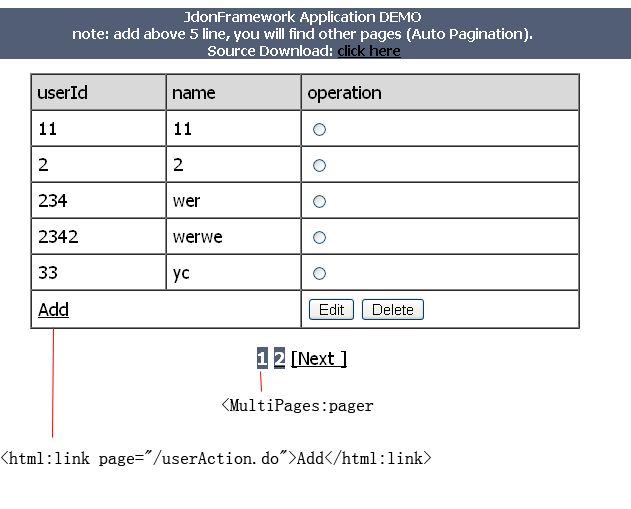 JdonFramework Application DEMO
note: add above 5 line, you will find other pages (Auto Pagination).
Source Download: click here
userId name operation
11 11
2 2
234 wer
2342 werwe
33 yc
Add Edit Delete
1 2 [Next ]
<MultiPages:pager
<html:link page="/userAction.do">Add</html:link>